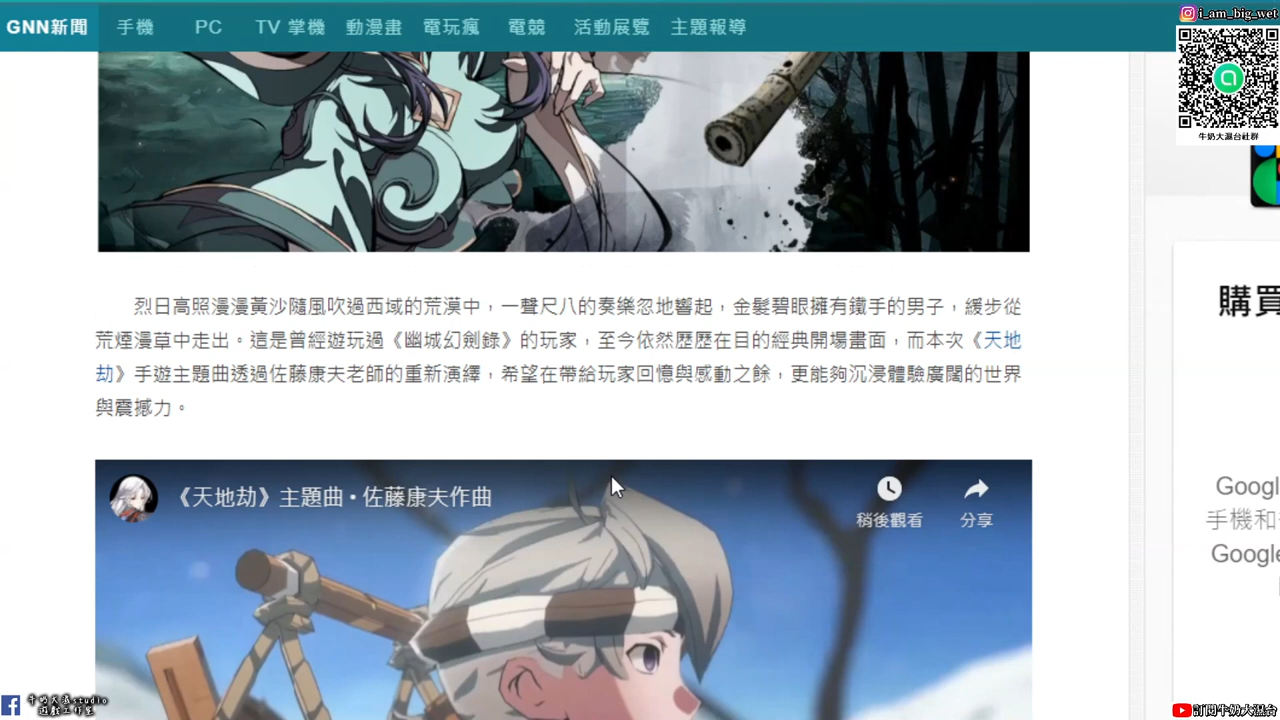 GNN新聞 手機 PC TV 掌機 動漫畫 電玩瘋 電競 活動展覽 主題報導
i_am_big_wet
牛奶大濕台社群
烈日高照漫漫黃沙隨風吹過西域的荒漠中，一聲尺八的奏樂忽地響起，金髮碧眼擁有鐵手的男子，緩步從
荒煙漫草中走出。這是曾經遊玩過《幽城幻劍錄》的玩家，至今依然歷歷在目的經典開場畫面，而本次《天地
劫》手遊主題曲透過佐藤康夫老師的重新演繹，希望在帶給玩家回憶與感動之餘，更能夠沉浸體驗廣闊的世界
與震撼力。
購買
《天地劫》主題曲 • 佐藤康夫作曲
稍後觀看 分享
Googl
手機和
Google
牛奶大濕studio
遊戲工作室
訂閱牛奶大濕台